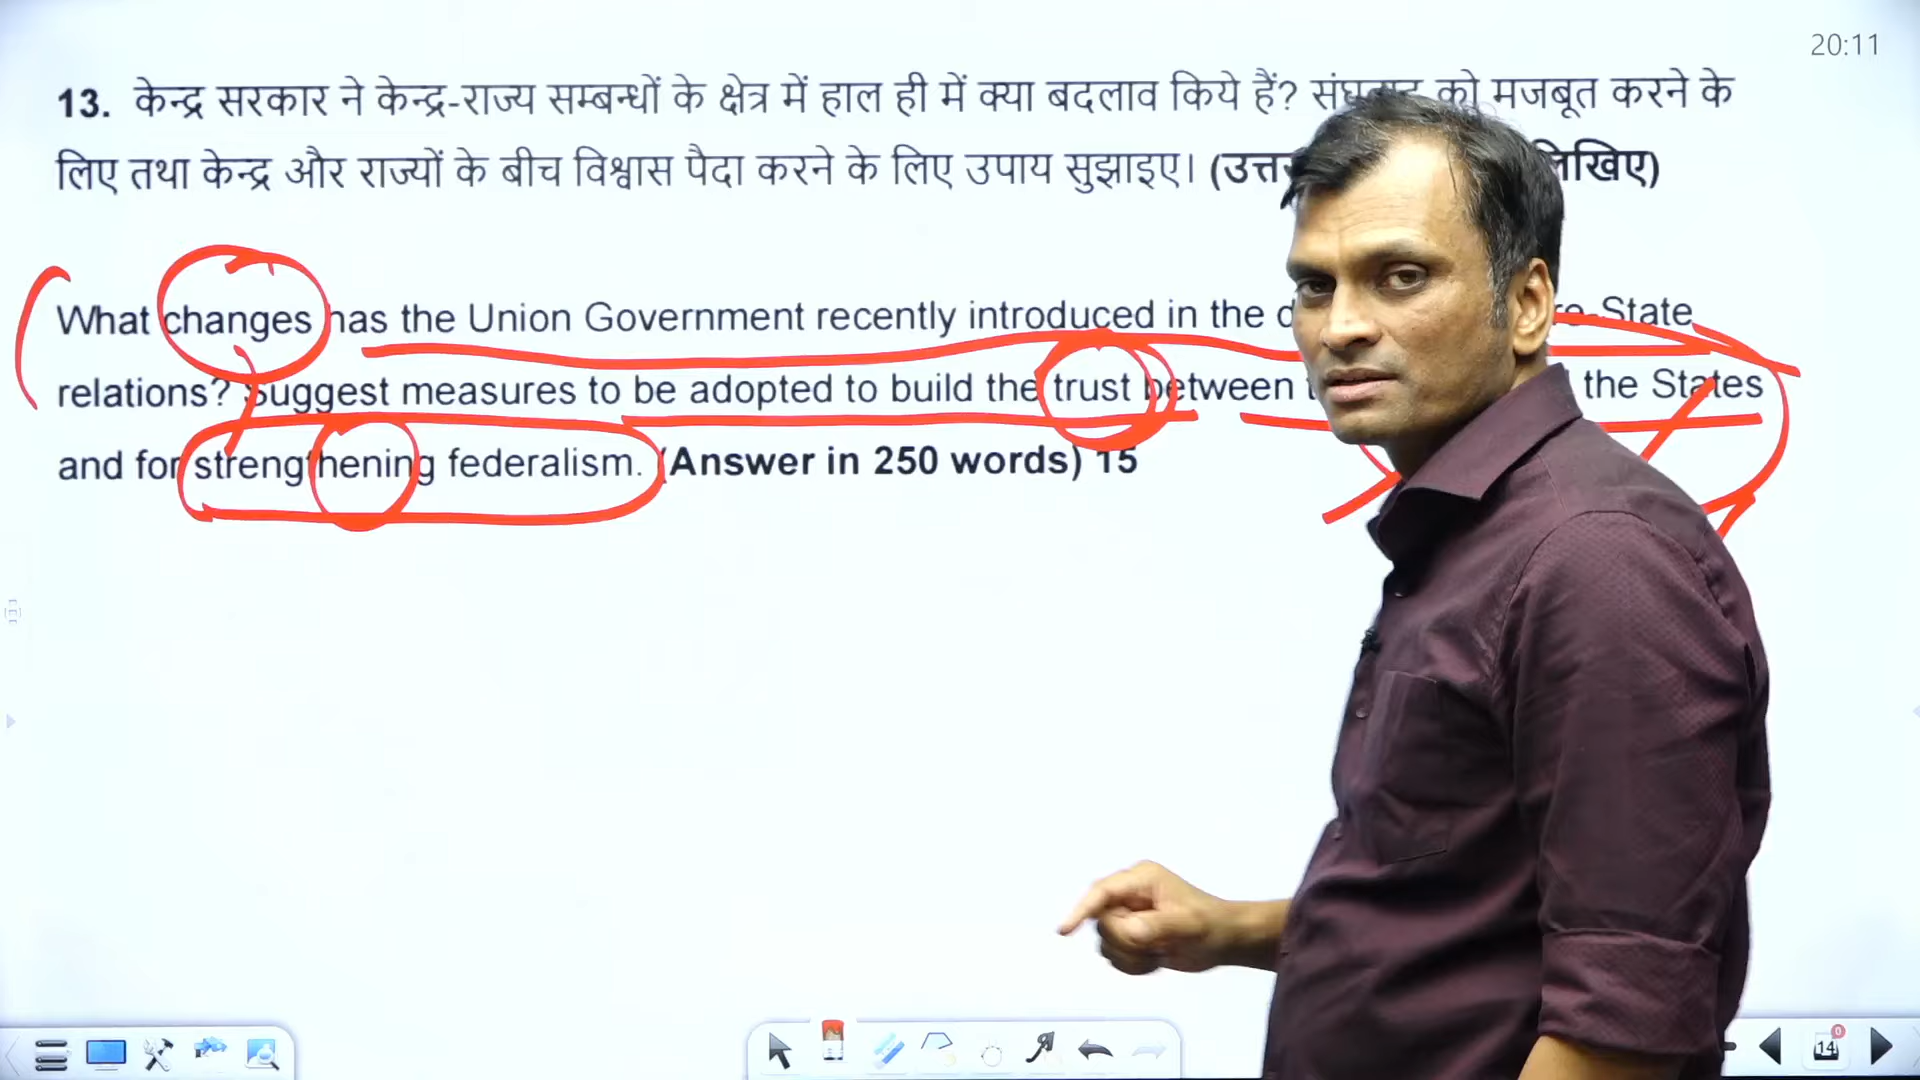 20:11
13. केन्द्र सरकार ने केन्द्र-राज्य सम्बन्धों के क्षेत्र में हाल ही में क्या बदलाव किये हैं? को मजबूत करने के
लिए तथा केन्द्र और राज्यों के बीच विश्वास पैदा करने के लिए उपाय सुझाइए।
What changes has the Union Government recently introduced in the State
relations? Suggest measures to be adopted to build the trust between the States
and for strengthening federalism. (Answer in 250 words) 15
14
0